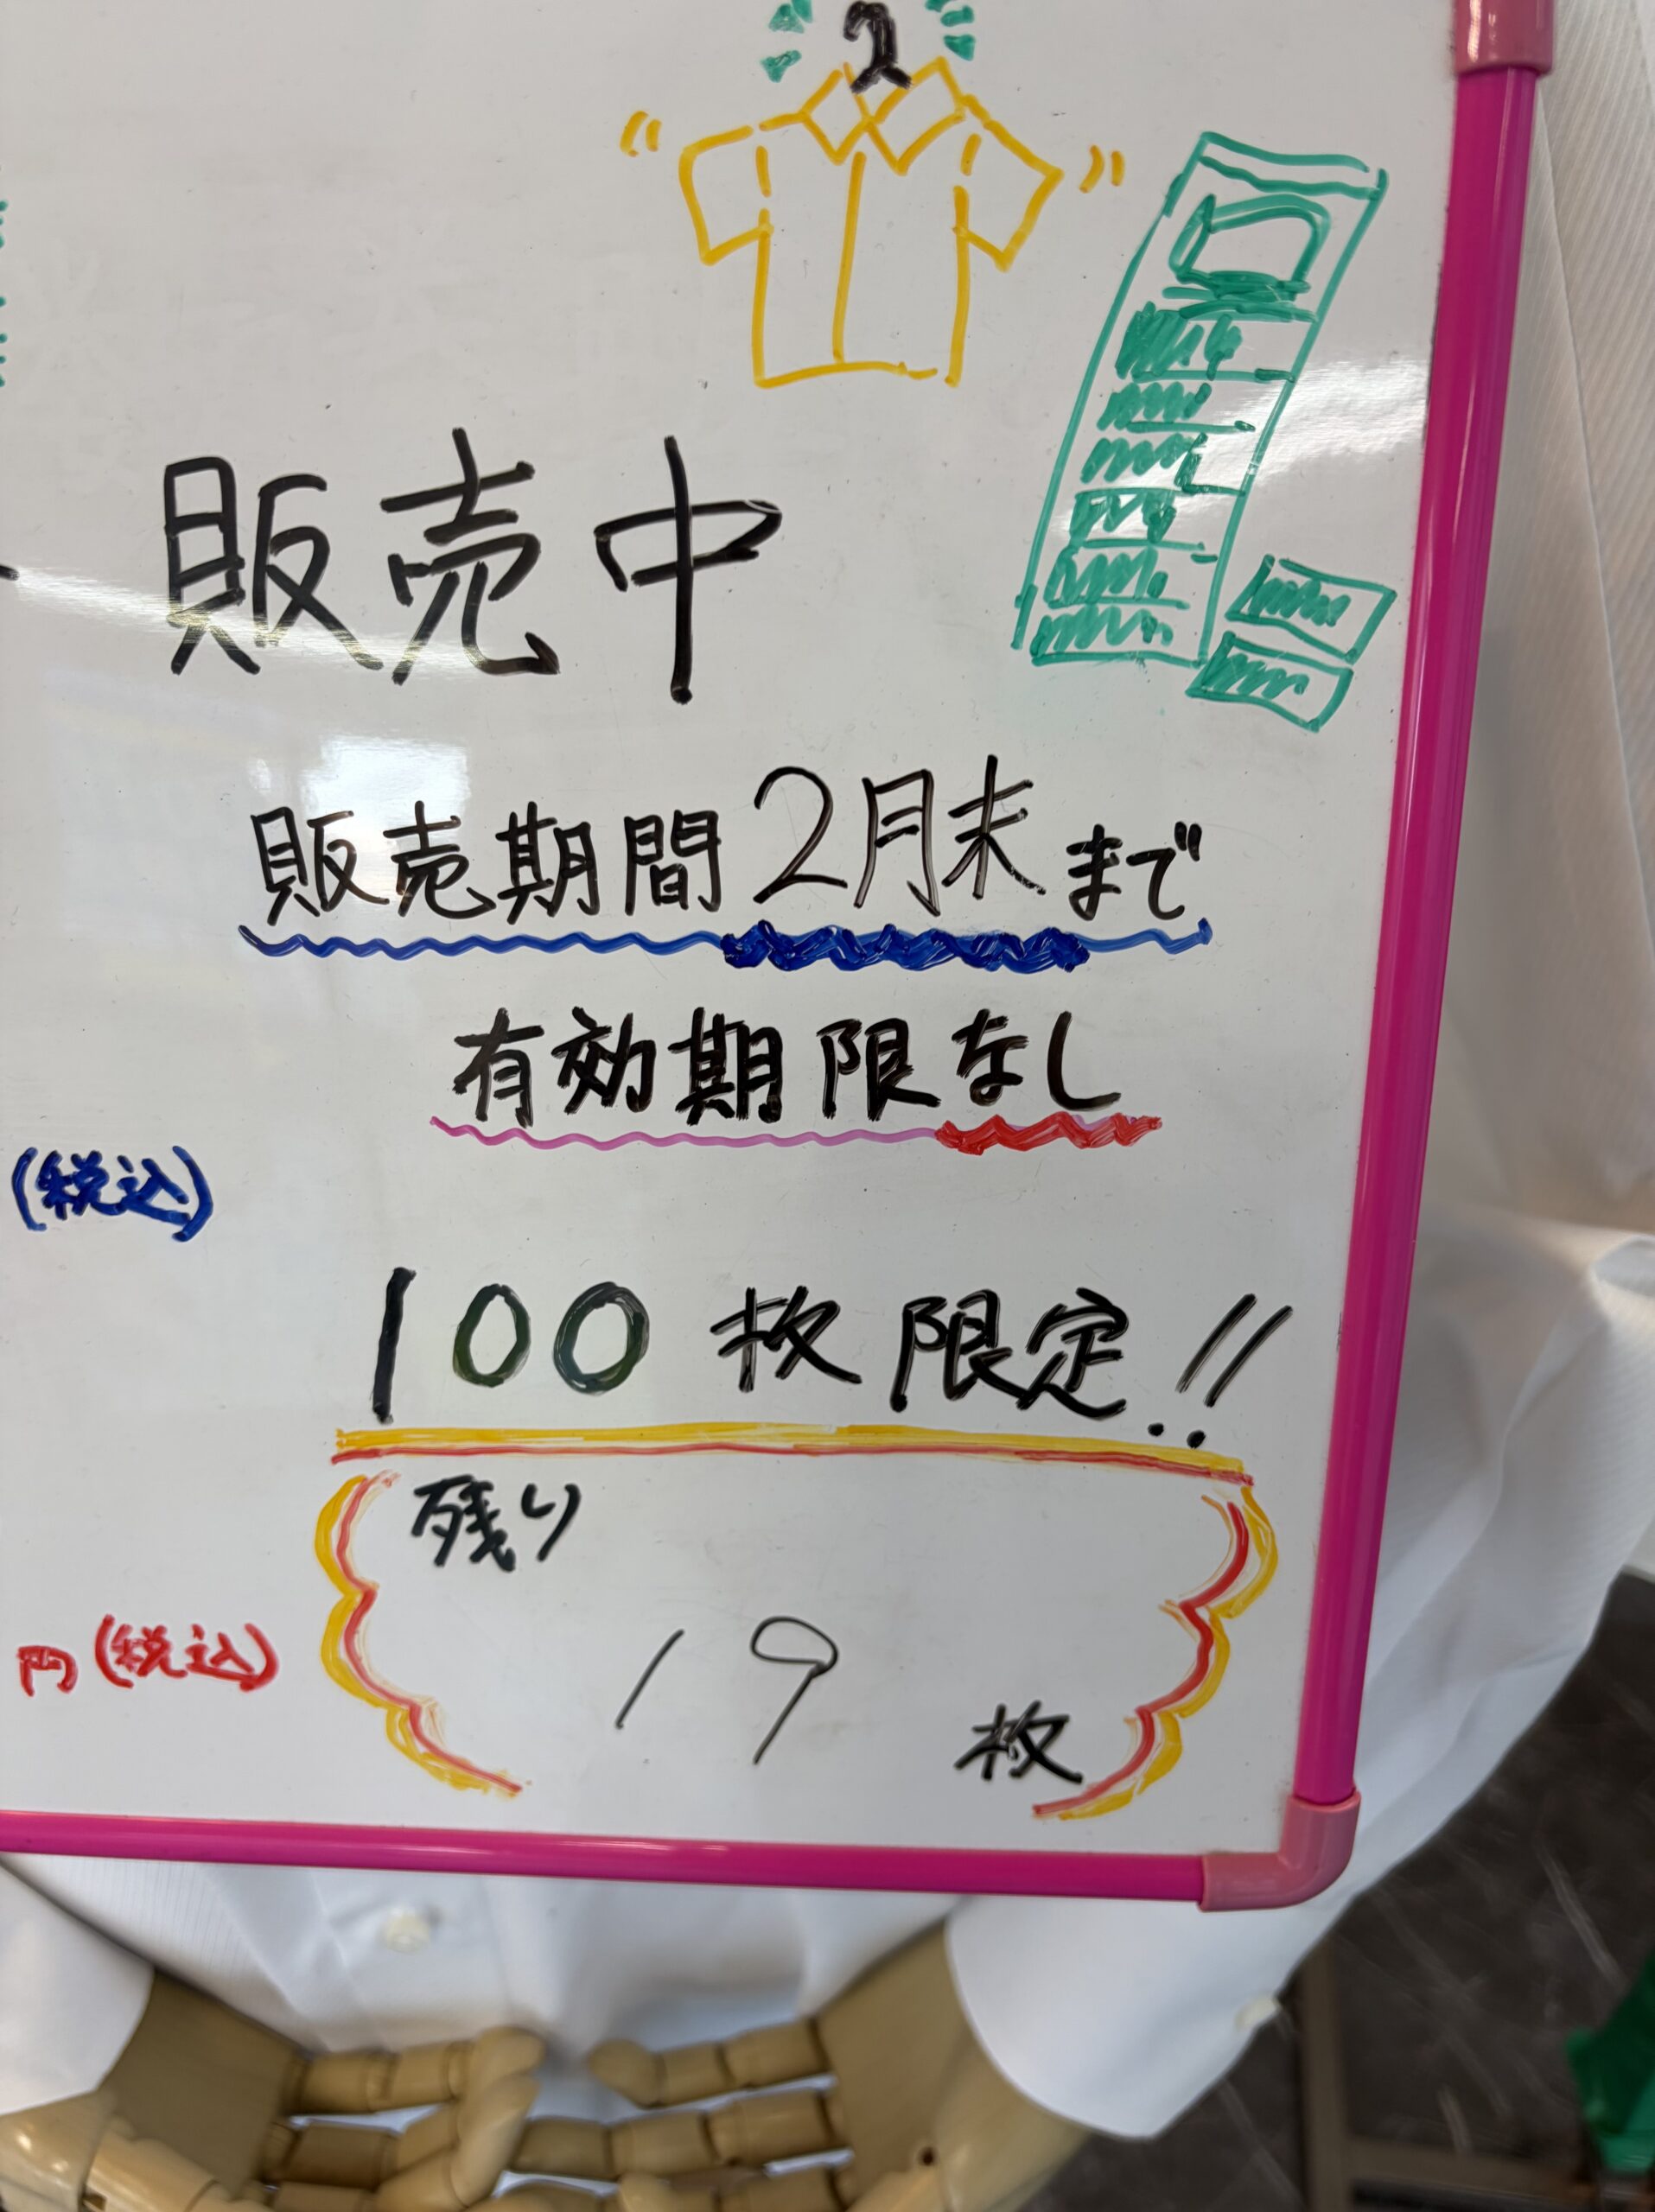 販売中
販売期間2月末まで
有効期限なし
(税込)
100枚限定!!
残り
19
枚
円(税込)